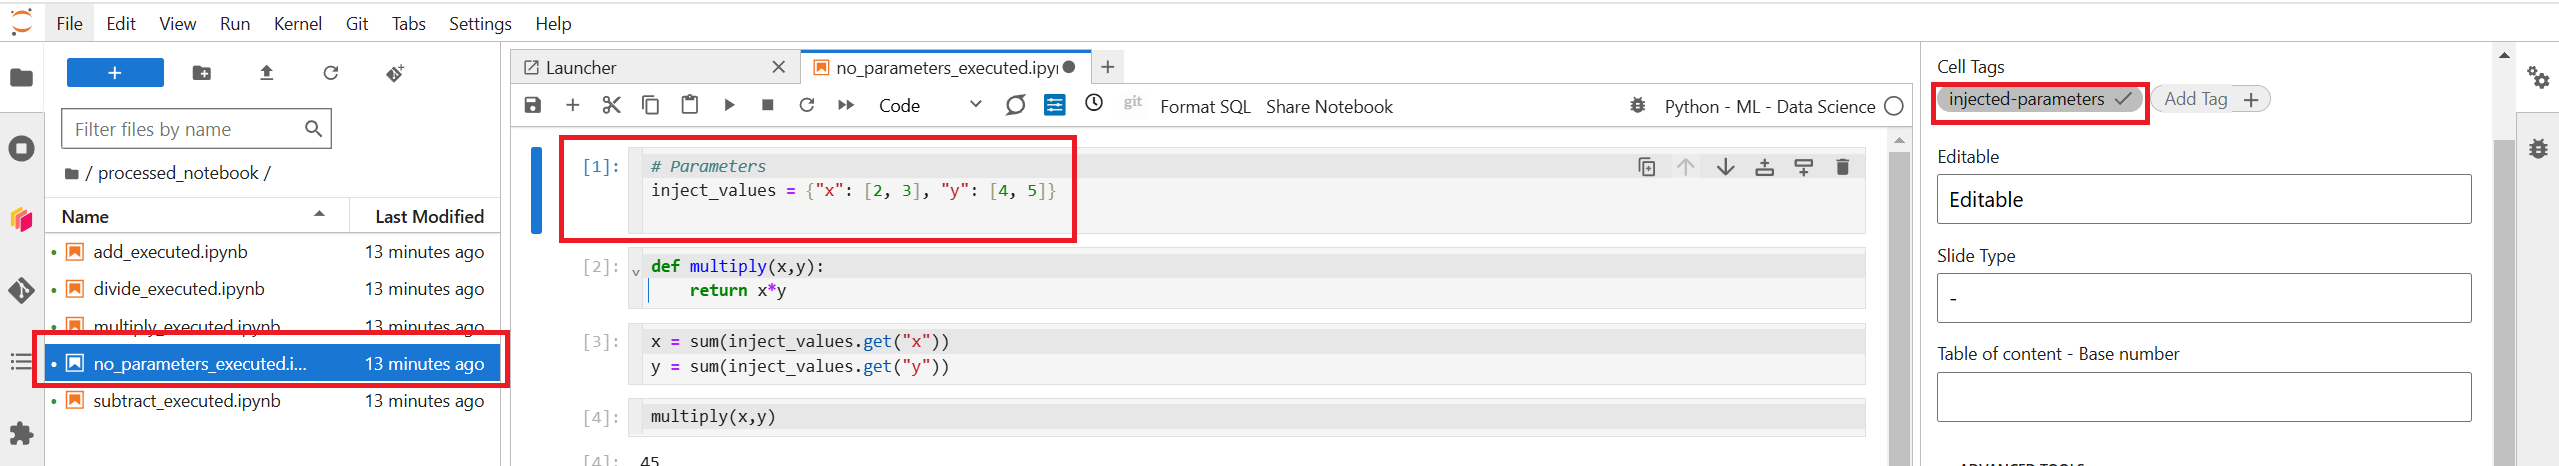 File Edit View Run Kernel Git Tabs Settings Help
+
Filter files by name
/ processed_notebook /
Name Last Modified
add_executed.ipynb 13 minutes ago
divide_executed.ipynb 13 minutes ago
multiply_executed.ipynb 13 minutes ago
no_parameters_executed.i... 13 minutes ago
subtract_executed.ipynb 13 minutes ago
Launcher
no_parameters_executed.ipyn
Code git Format SQL Share Notebook Python - ML - Data Science
[1]: # Parameters
inject_values = {"x": [2, 3], "y": [4, 5]}
[2]: def multiply(x,y):
return x*y
[3]: x = sum(inject_values.get("x"))
y = sum(inject_values.get("y"))
[4]: multiply(x,y)
[4]: 45
Cell Tags
injected-parameters Add Tag +
Editable
Editable
Slide Type
-
Table of content - Base number
ADVANCED TOOLS